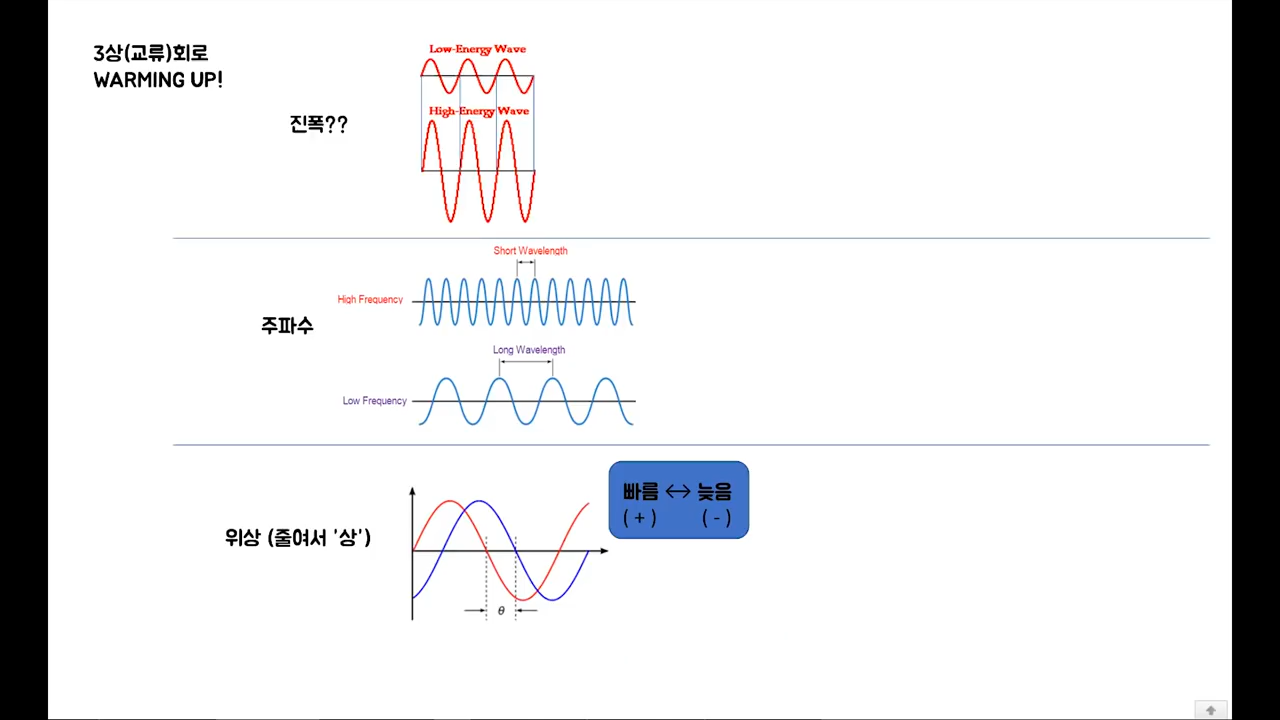 3상(교류)회로
WARMING UP!
Low-Energy Wave
진폭??
High-Energy Wave
Short Wavelength
High Frequency
주파수
Long Wavelength
Low Frequency
빠름 ↔ 늦음
( + ) ( - )
위상 (줄여서 '상')
θ